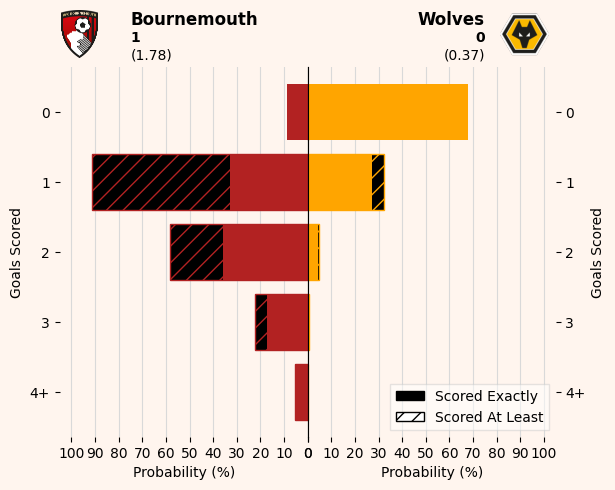 Bournemouth
1
(1.78)
Wolves
0
(0.37)
Goals Scored
0
1
2
3
4+
0
1
2
3
4+
Goals Scored
Scored Exactly
Scored At Least
100 90 80 70 60 50 40 30 20 10 0
0 10 20 30 40 50 60 70 80 90 100
Probability (%)
Probability (%)